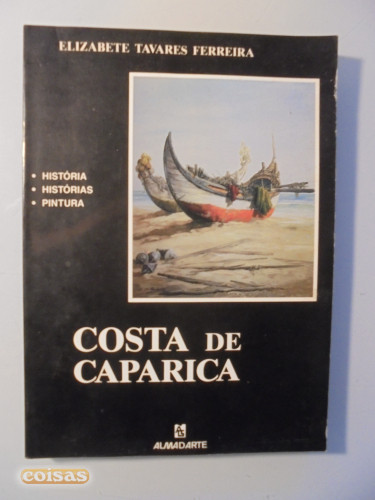 ELIZABETE TAVARES FERREIRA
• HISTÓRIA
• HISTÓRIAS
• PINTURA
COSTA DE
CAPARICA
ALMADARTE
coisas